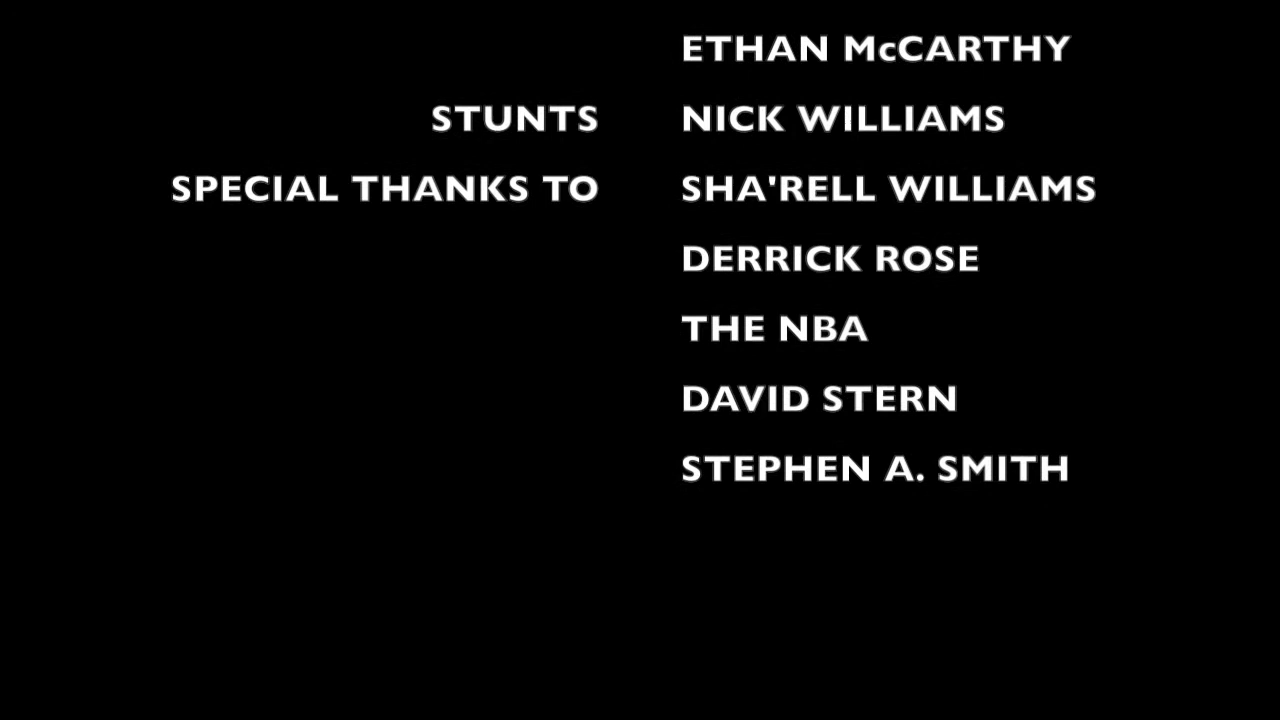 ETHAN McCARTHY
STUNTS NICK WILLIAMS
SPECIAL THANKS TO SHA'RELL WILLIAMS
DERRICK ROSE
THE NBA
DAVID STERN
STEPHEN A. SMITH